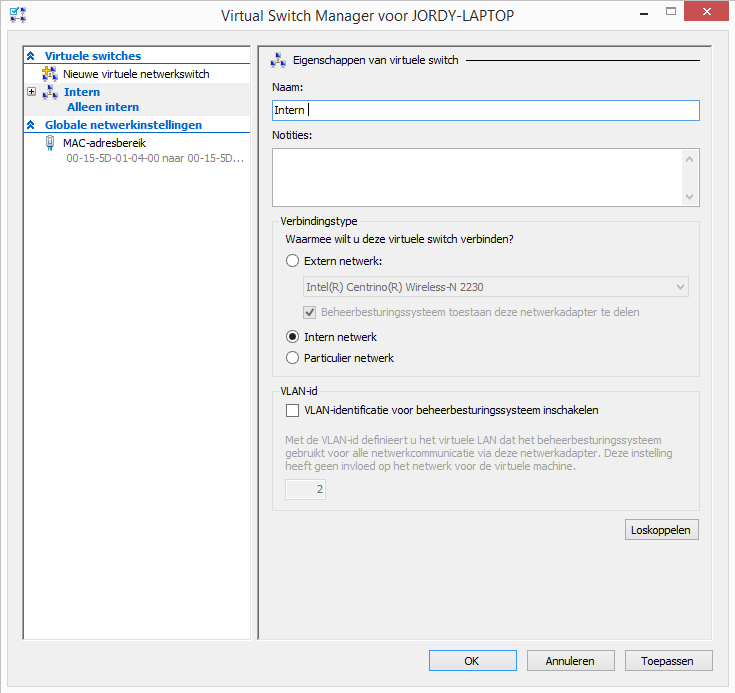 Virtual Switch Manager voor JORDY-LAPTOP
Virtuele switches
Nieuwe virtuele netwerkswitch
Intern
Alleen intern
Globale netwerkinstellingen
MAC-adresbereik
00-15-5D-01-04-00 naar 00-15-5D...
Eigenschappen van virtuele switch
Naam:
Intern
Notities:
Verbindingstype
Waarmee wilt u deze virtuele switch verbinden?
Extern netwerk:
Intel(R) Centrino(R) Wireless-N 2230
Beheerbesturingssysteem toestaan deze netwerkadapter te delen
Intern netwerk
Particulier netwerk
VLAN-id
VLAN-identificatie voor beheerbesturingssysteem inschakelen
Met de VLAN-id definieert u het virtuele LAN dat het beheerbesturingssysteem
gebruikt voor alle netwerkcommunicatie via deze netwerkadapter. Deze instelling
heeft geen invloed op het netwerk voor de virtuele machine.
2
Loskoppelen
OK
Annuleren
Toepassen